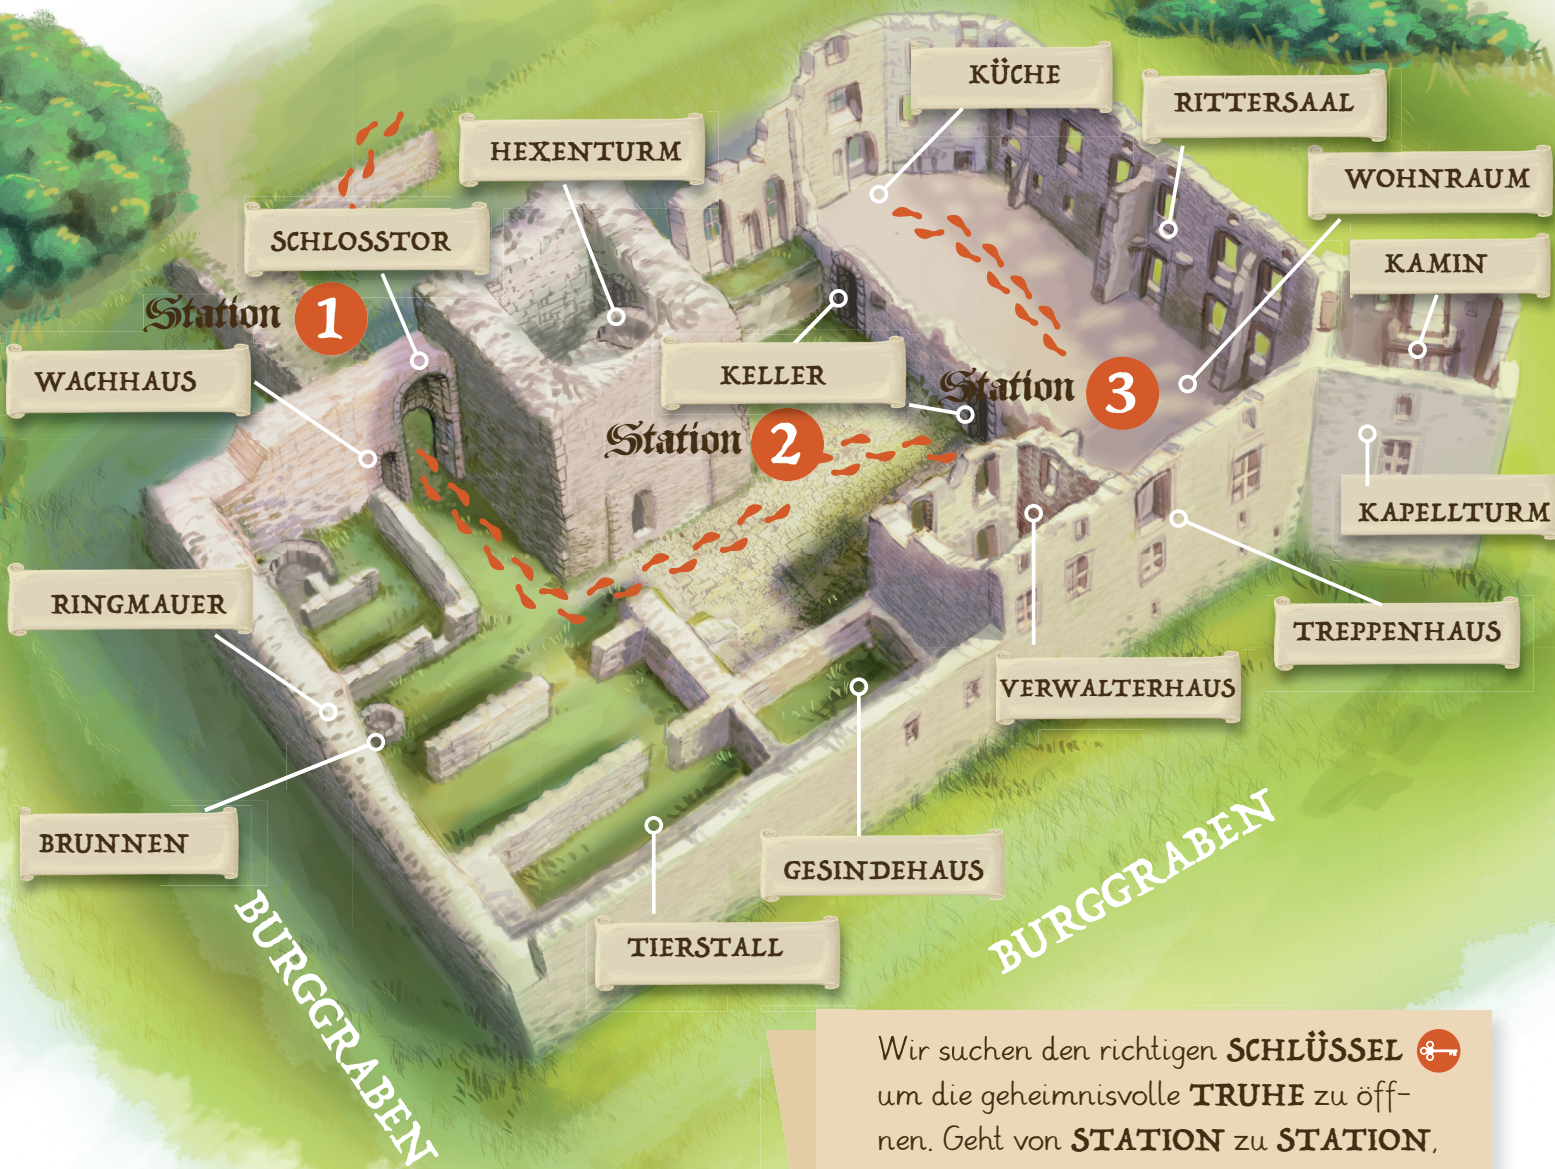 KÜCHE
RITTERSAAL
HEXENTURM
WOHNRAUM
SCHLOSSTOR
KAMIN
Station 1
WACHHAUS
KELLER
Station 3
Station 2
KAPELLTURM
RINGMAUER
TREPPENHAUS
VERWALTERHAUS
BRUNNEN
GESINDEHAUS
TIERSTALL
BURGGRABEN
BURGGRABEN
Wir suchen den richtigen SCHLÜSSEL
um die geheimnisvolle TRUHE zu öff-
nen. Geht von STATION zu STATION,